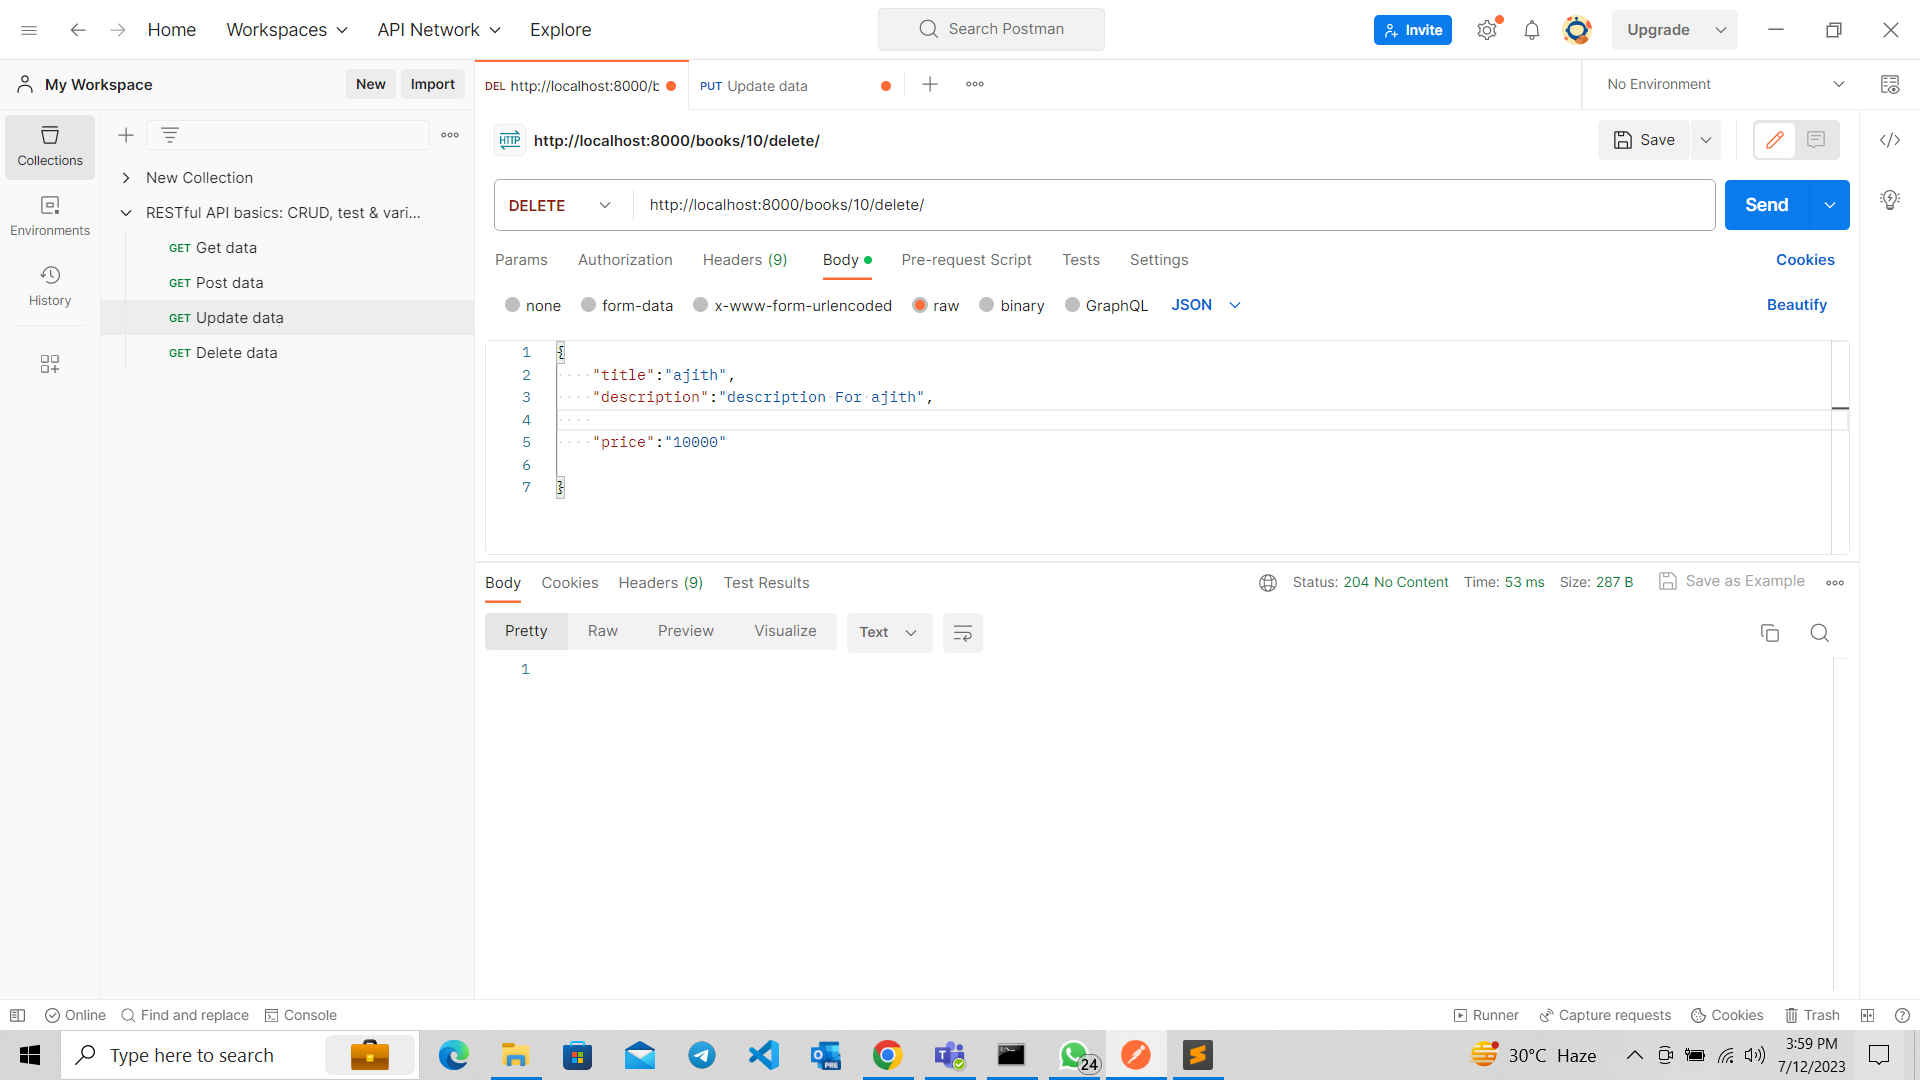 Home Workspaces API Network Explore Search Postman Invite Upgrade
My Workspace New Import DEL http://localhost:8000/b PUT Update data No Environment
Collections
Environments
History
New Collection
RESTful API basics: CRUD, test & vari...
GET Get data
GET Post data
GET Update data
GET Delete data
HTTP http://localhost:8000/books/10/delete/ Save
DELETE http://localhost:8000/books/10/delete/ Send
Params Authorization Headers (9) Body Pre-request Script Tests Settings Cookies
none form-data x-www-form-urlencoded raw binary GraphQL JSON Beautify
1 {
2 "title":"ajith",
3 "description":"description For ajith",
4
5 "price":"10000"
6
7 }
Body Cookies Headers (9) Test Results Status: 204 No Content Time: 53 ms Size: 287 B Save as Example
Pretty Raw Preview Visualize Text
1
Online Find and replace Console Runner Capture requests Cookies Trash
Type here to search PRE 24 30°C Haze 3:59 PM
7/12/2023